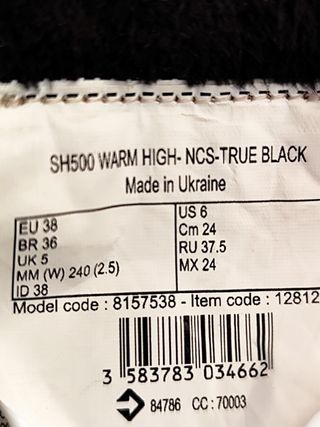 SH500 WARM HIGH- NCS-TRUE BLACK
Made in Ukraine
EU 38
BR 36
UK 5
MM (W) 240 (2.5)
ID 38
US 6
Cm 24
RU 37.5
MX 24
Model code : 8157538 - Item code : 12812
3 583783 034662
84786 CC : 70003